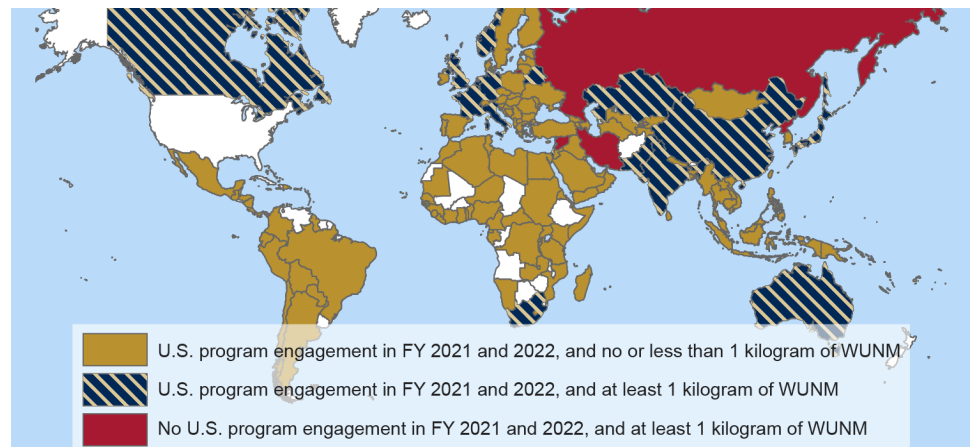 U.S. program engagement in FY 2021 and 2022, and no or less than 1 kilogram of WUNM
U.S. program engagement in FY 2021 and 2022, and at least 1 kilogram of WUNM
No U.S. program engagement in FY 2021 and 2022, and at least 1 kilogram of WUNM